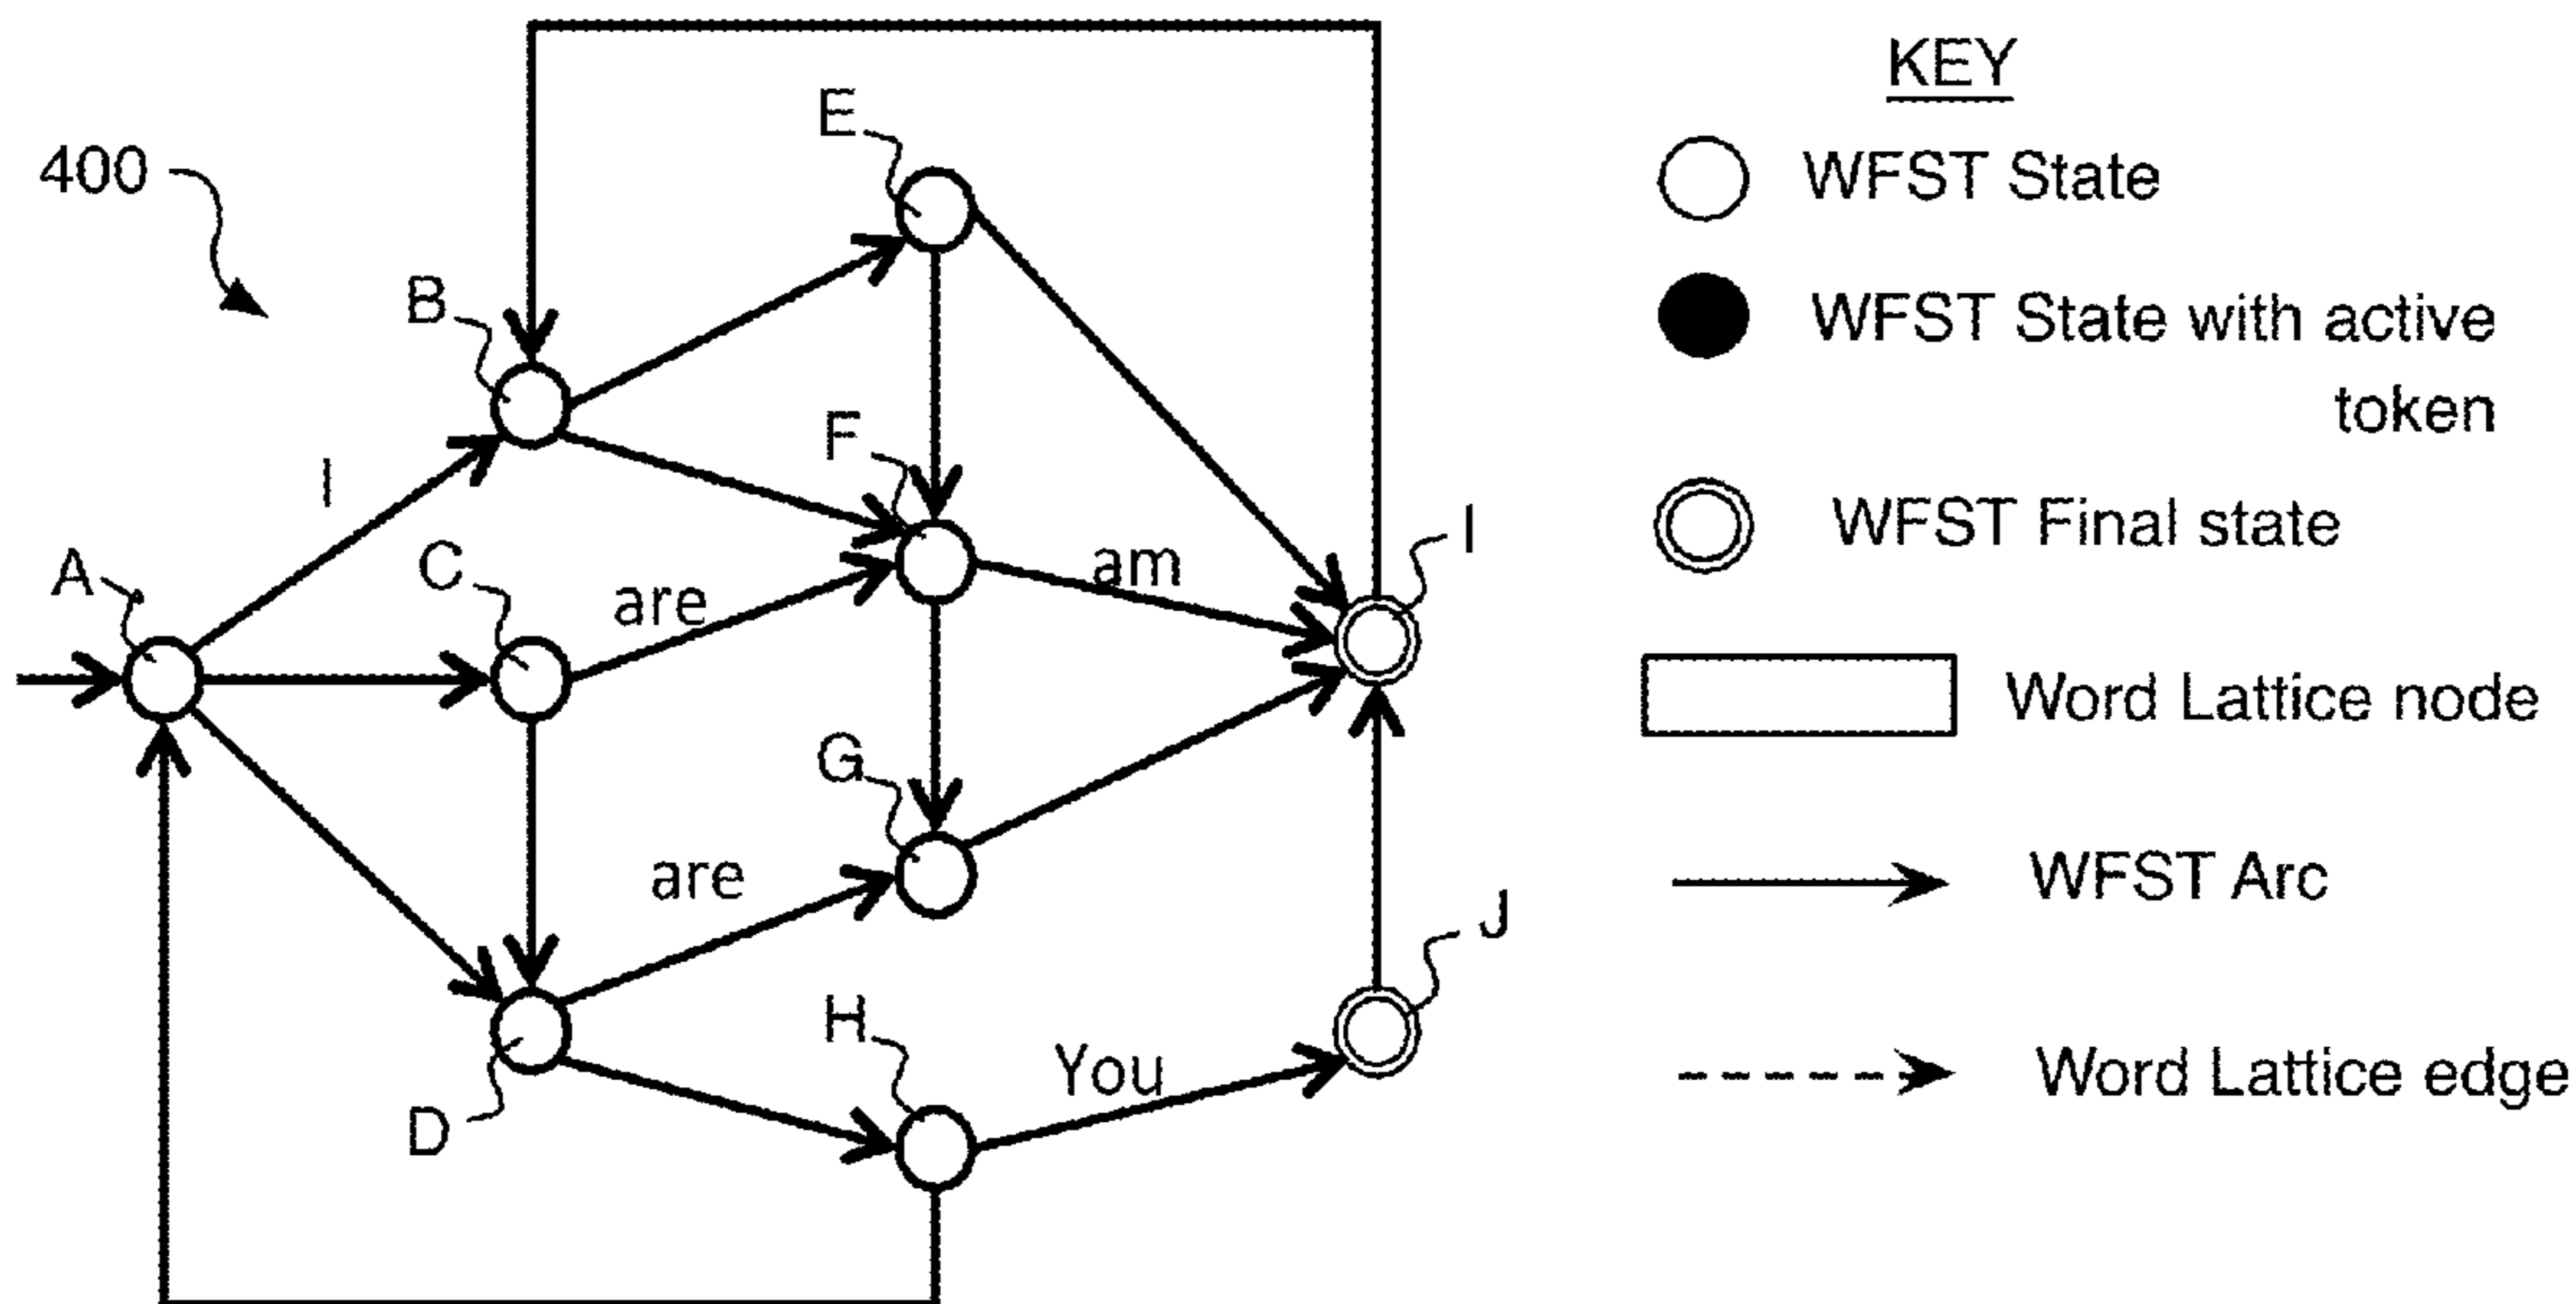 400
A
B
C
D
E
F
G
H
I
J
I
are
are
am
You
KEY
WFST State
WFST State with active
token
WFST Final state
Word Lattice node
WFST Arc
Word Lattice edge